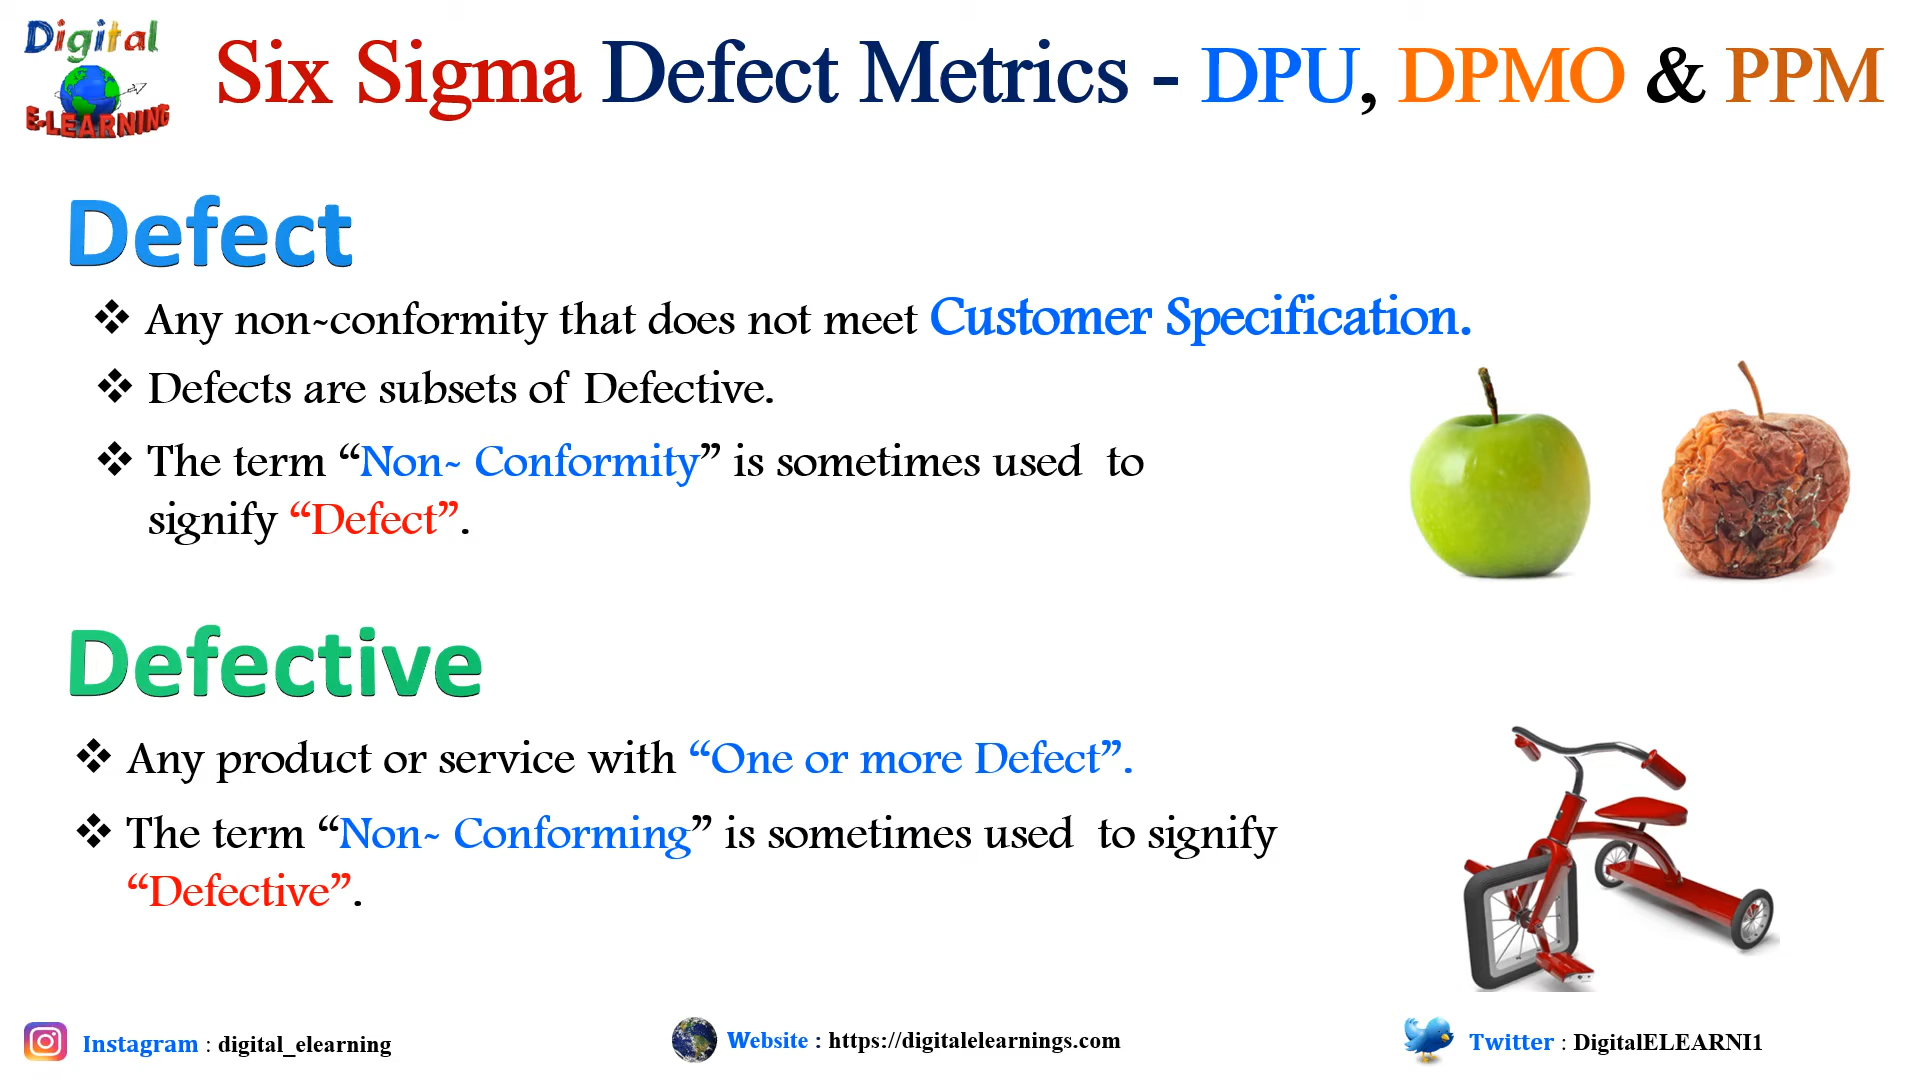 Digital
E-LEARNING
Six Sigma Defect Metrics - DPU, DPMO & PPM
Defect
❖ Any non-conformity that does not meet Customer Specification.
❖ Defects are subsets of Defective.
❖ The term “Non- Conformity” is sometimes used to
signify “Defect”.
Defective
❖ Any product or service with “One or more Defect”.
❖ The term “Non- Conforming” is sometimes used to signify
“Defective”.
Instagram : digital_elearning
Website : https://digitalelearnings.com
Twitter : DigitalELEARNI1